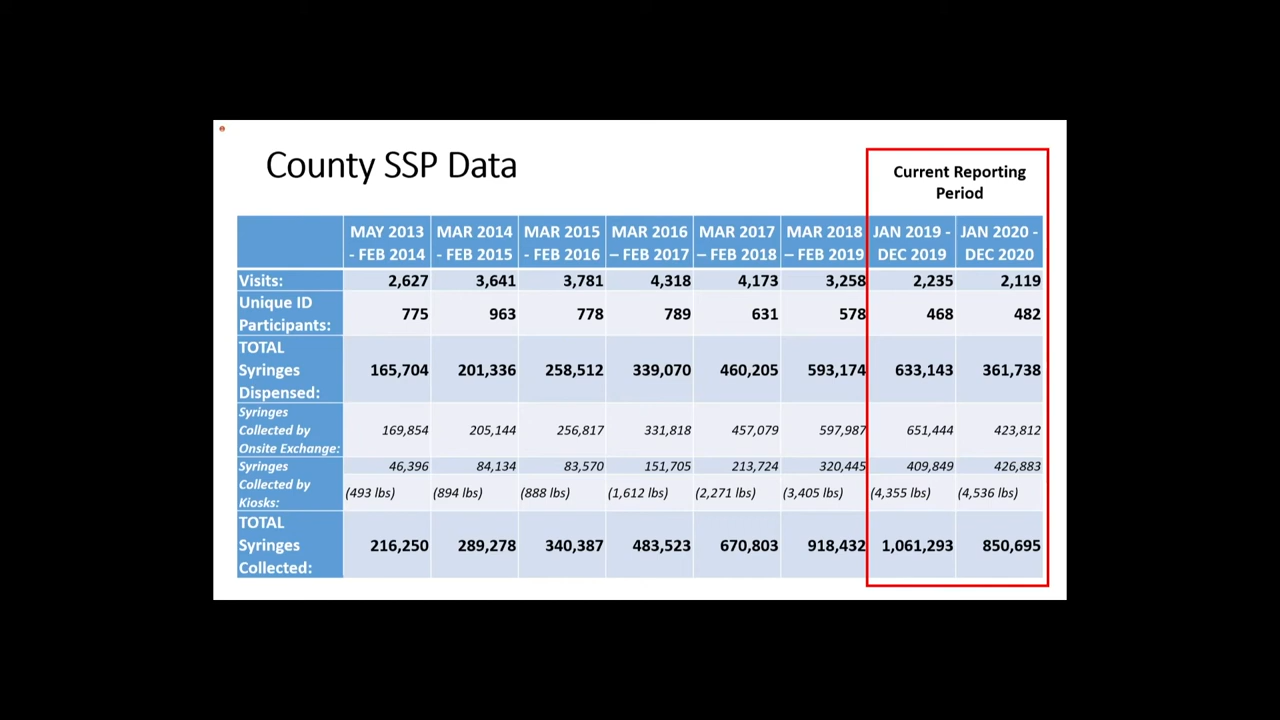 County SSP Data
Current Reporting
Period
MAY 2013 MAR 2014 MAR 2015 MAR 2016 MAR 2017 MAR 2018 JAN 2019 - JAN 2020 -
- FEB 2014 - FEB 2015 - FEB 2016 – FEB 2017 – FEB 2018 – FEB 2019 DEC 2019 DEC 2020
Visits: 2,627 3,641 3,781 4,318 4,173 3,258 2,235 2,119
Unique ID
Participants: 775 963 778 789 631 578 468 482
TOTAL
Syringes 165,704 201,336 258,512 339,070 460,205 593,174 633,143 361,738
Dispensed:
Syringes
Collected by 169,854 205,144 256,817 331,818 457,079 597,987 651,444 423,812
Onsite Exchange:
Syringes 46,396 84,134 83,570 151,705 213,724 320,445 409,849 426,883
Collected by
Kiosks: (493 lbs) (894 lbs) (888 lbs) (1,612 lbs) (2,271 lbs) (3,405 lbs) (4,355 lbs) (4,536 lbs)
TOTAL
Syringes 216,250 289,278 340,387 483,523 670,803 918,432 1,061,293 850,695
Collected: